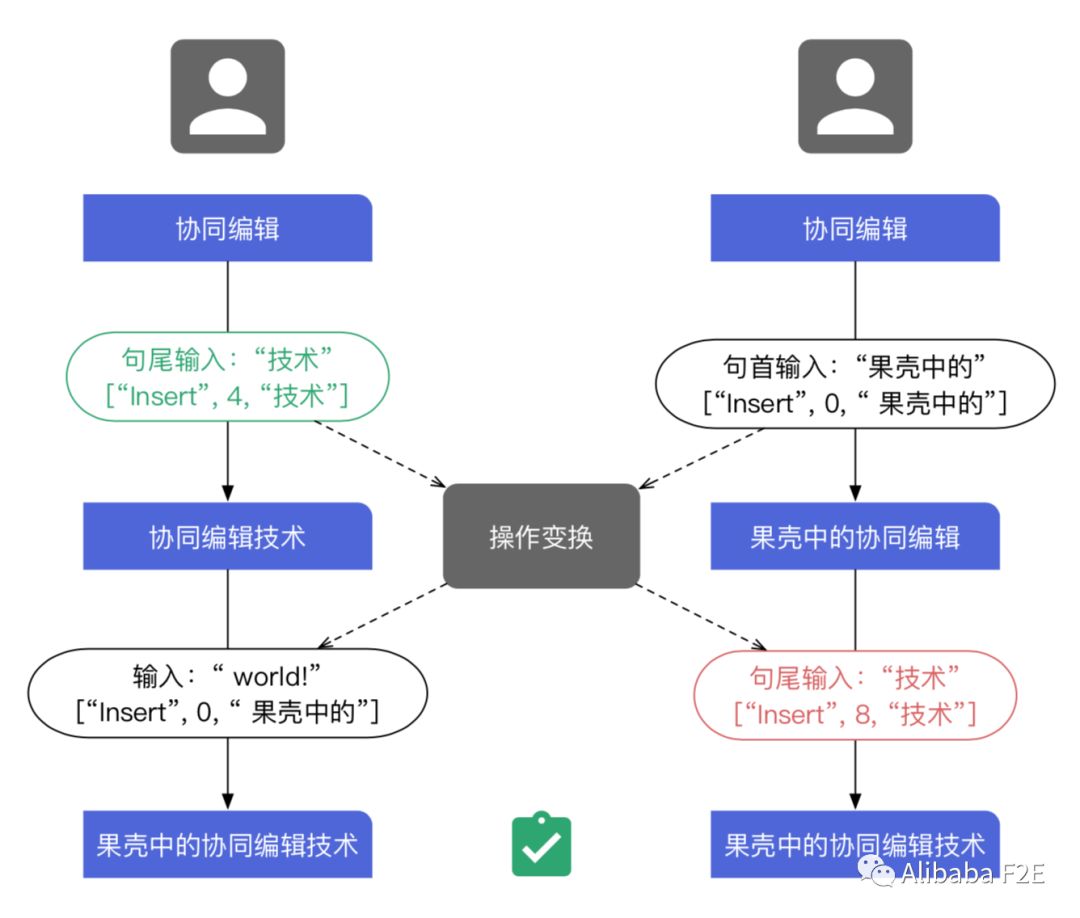 协同编辑
协同编辑
句尾输入：“技术”
[“Insert”, 4, “技术”]
句首输入：“果壳中的”
[“Insert”, 0, “ 果壳中的”]
协同编辑技术
操作变换
果壳中的协同编辑
输入：“ world!”
[“Insert”, 0, “ 果壳中的”]
句尾输入：“技术”
[“Insert”, 8, “技术”]
果壳中的协同编辑技术
果壳中的协同编辑技术
Alibaba F2E